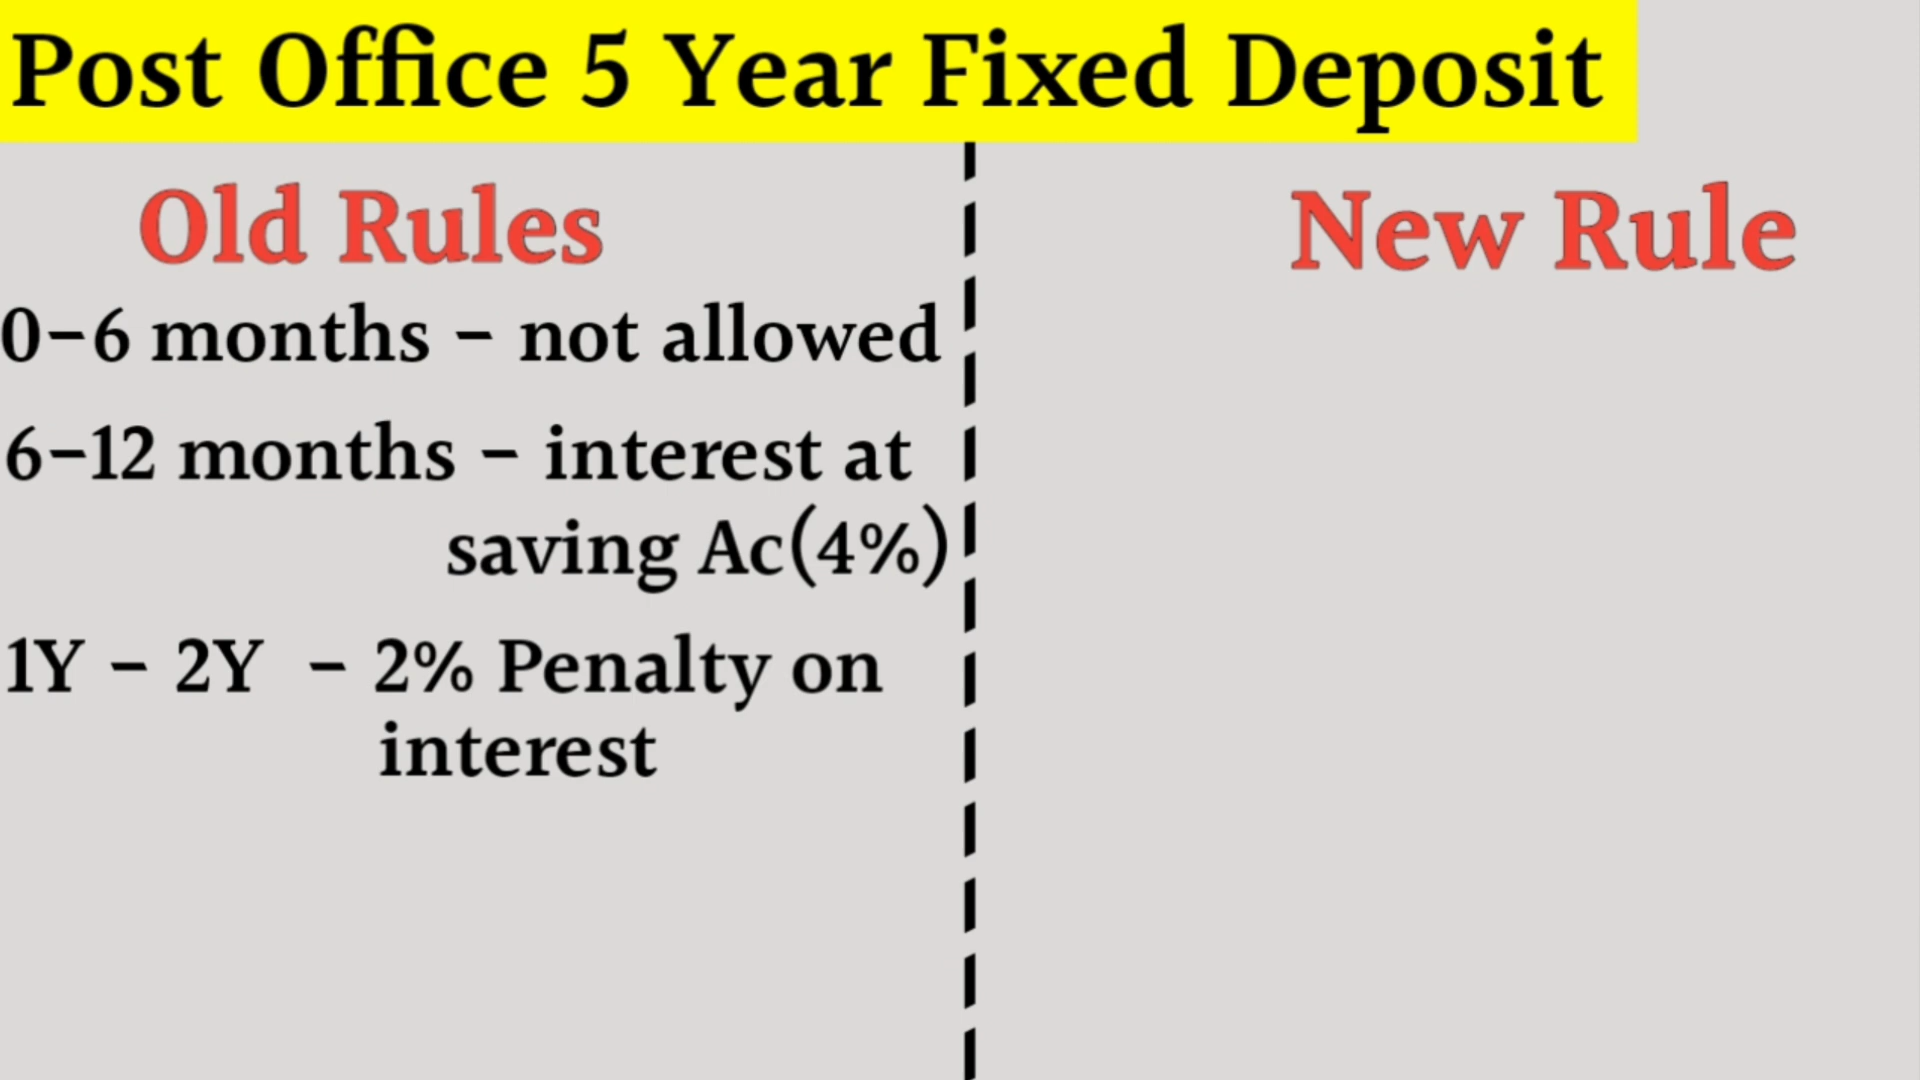 Post Office 5 Year Fixed Deposit
Old Rules
0-6 months - not allowed
6-12 months - interest at
saving Ac(4%)
1Y - 2Y - 2% Penalty on
interest
New Rule